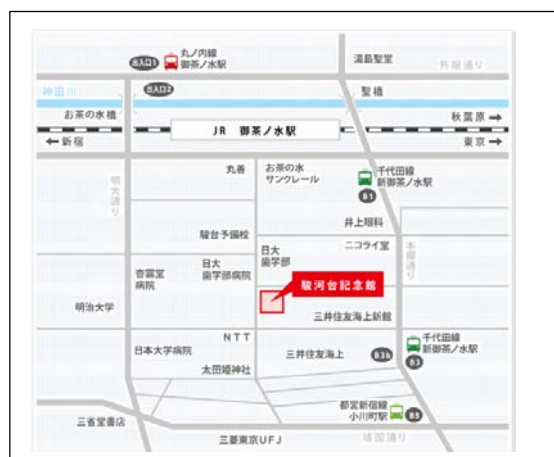 出入口1
丸ノ内線
御茶ノ水駅
湯島聖堂
外堀通り
神田川
出入口2
聖橋
お茶の水橋
秋葉原→
JR 御茶ノ水駅
←新宿
東京→
丸善
お茶の水
サンクレール
千代田線
新御茶ノ水駅
B1
明大通り
井上眼科
駿台予備校
日大
歯学部
ニコライ堂
本郷通り
杏雲堂
病院
日大
歯学部病院
駿河台記念館
明治大学
三井住友海上新館
NTT
日本大学病院
三井住友海上
B3b
千代田線
新御茶ノ水駅
B3
太田姫神社
都営新宿線
小川町駅
B5
三省堂書店
三菱東京UFJ
靖国通り